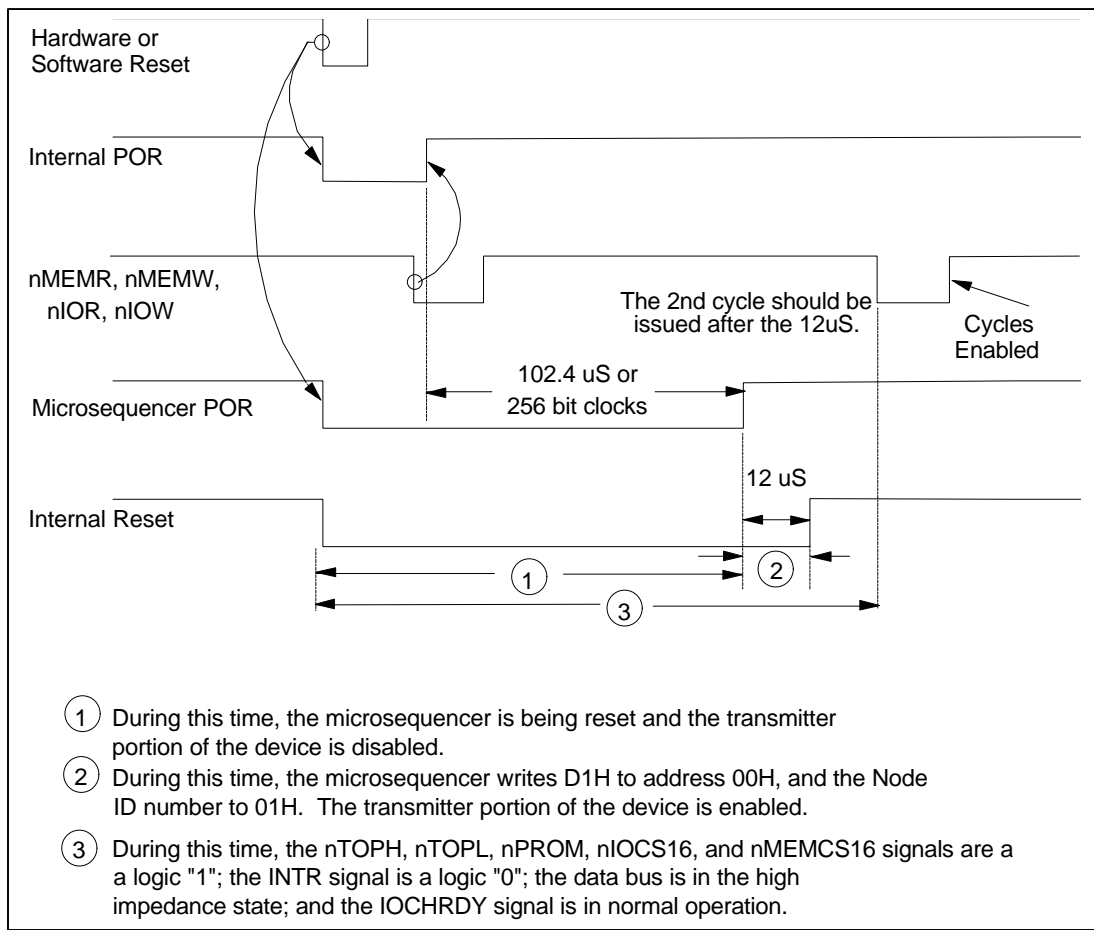 Hardware or
Software Reset
Internal POR
nMEMR, nMEMW,
nIOR, nIOW
The 2nd cycle should be
issued after the 12uS.
Cycles
Enabled
102.4 uS or
256 bit clocks
Microsequencer POR
12 uS
Internal Reset
1
2
3
1 During this time, the microsequencer is being reset and the transmitter
portion of the device is disabled.
2 During this time, the microsequencer writes D1H to address 00H, and the Node
ID number to 01H. The transmitter portion of the device is enabled.
3 During this time, the nTOPH, nTOPL, nPROM, nIOCS16, and nMEMCS16 signals are a
a logic "1"; the INTR signal is a logic "0"; the data bus is in the high
impedance state; and the IOCHRDY signal is in normal operation.